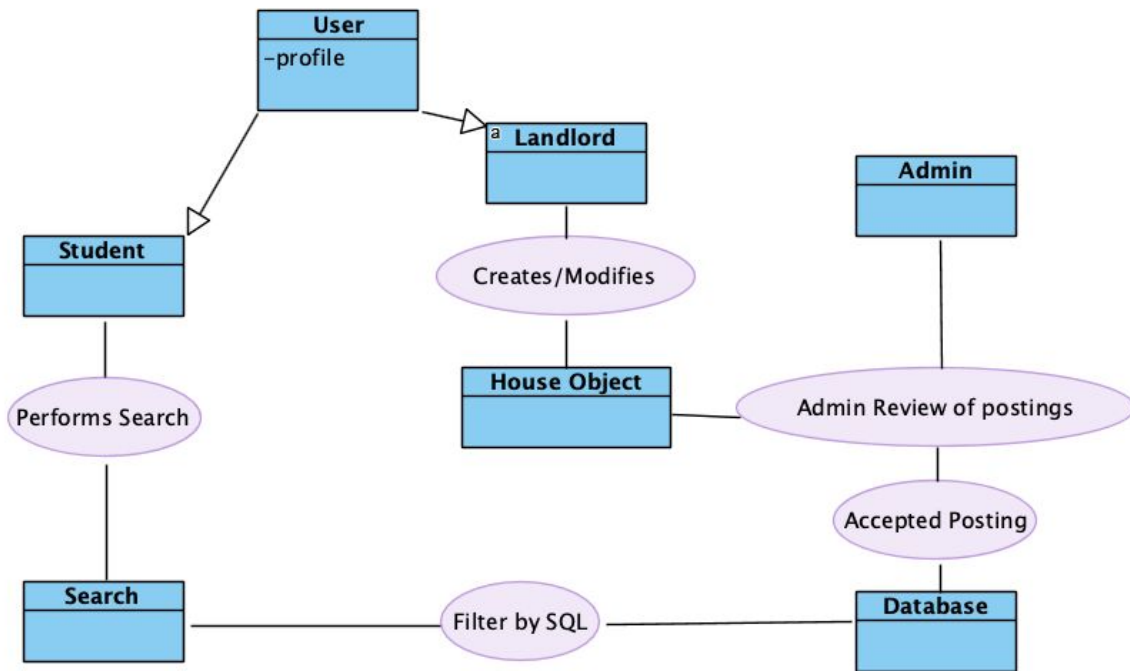 User
-profile
a
Landlord
Admin
Student
Creates/Modifies
House Object
Performs Search
Admin Review of postings
Accepted Posting
Search
Filter by SQL
Database